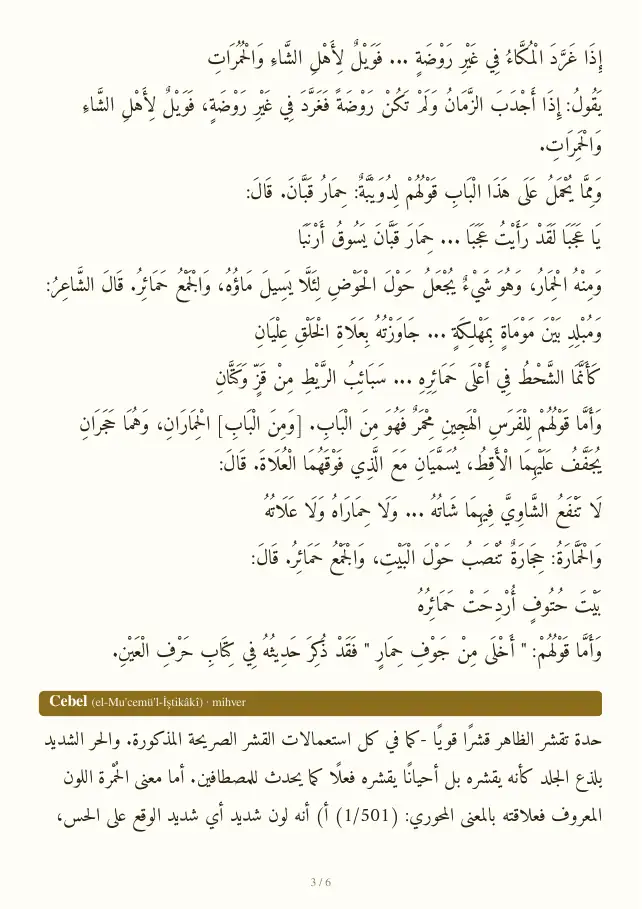 إِذَا غَرَّدَ الْمُكَّاءُ فِي غَيْرِ رَوْضَةٍ ... فَوَيْلٌ لِأَهْلِ الشَّاءِ وَالْحُمُرَاتِ
يَقُولُ: إِذَا أَجْدَبَ الزَّمَانُ وَلَمْ تَكُنْ رَوْضَةً فَغَرَّدَ فِي غَيْرِ رَوْضَةٍ، فَوَيْلٌ لِأَهْلِ الشَّاءِ
وَالْحَمِرَاتِ.
وَمِمَّا يُحْمَلُ عَلَى هَذَا الْبَابِ قَوْلُهُمْ لِدُوَيْبَّةٌ: حِمَارُ قَبَّانَ. قَالَ:
يَا عَجَبَا لَقَدْ رَأَيْتُ عَجَبَا ... حِمَارَ قَبَّانَ يَسُوقُ أَرْنَبَا
وَمِنْهُ الْحِمَارُ، وَهُوَ شَيْءٌ يُجْعَلُ حَوْلَ الْحَوْضِ لِئَلَّا يَسِيلَ مَاؤُهُ، وَالْجَمْعُ حَمَائِرُ. قَالَ الشَّاعِرُ:
وَمُبْلِدِ بَيْنَ مَوْمَاةٍ بِمَهْلِكَةٍ ... جَاوَزْتُهُ بِعَلَاةِ الْخَلْقِ عِلْيَانِ
كَأَنَّمَا الشَّحْطُ فِي أَعْلَى حَمَائِرِهِ ... سَبَائِبُ الرَّيْطِ مِنْ قَزٍّ وَكَتَّانِ
وَأَمَّا قَوْلُهُمْ لِلْفَرَسِ الْهَجِينِ مِحْمَرٌ فَهُوَ مِنَ الْبَابِ. [وَمِنَ الْبَابِ] الْحِمَارَانِ، وَهُمَا حَجَرَانِ
يُجَفَّفُ عَلَيْهِمَا الْأَقِطُ، يُسَمَّيَانِ مَعَ الَّذِي فَوْقَهُمَا الْعُلَاةَ. قَالَ:
لَا تَنْفَعُ الشَّاوِيَّ فِيهِمَا شَاتُهُ ... وَلَا حِمَارَاهُ وَلَا عَلَاتُهُ
وَالْحَمَّارَةُ: حِجَارَةٌ تُنْصَبُ حَوْلَ الْبَيْتِ، وَالْجَمْعُ حَمَائِرُ. قَالَ:
بَيْتَ حُتُوفٍ أُرْدِحَتْ حَمَائِرُهُ
وَأَمَّا قَوْلُهُمْ: " أَخْلَى مِنْ جَوْفِ حِمَارٍ " فَقَدْ ذُكِرَ حَدِيثُهُ فِي كِتَابِ حَرْفِ الْعَيْنِ.
Cebel (el-Mu'cemü'l-İştikâkî) · mihver
حدة تقشر الظاهر قشرًا قويًا -كما في كل استعمالات القشر الصريحة المذكورة. والحر الشديد
يلذع الجلد كأنه يقشره بل أحيانًا يقشره فعلًا كما يحدث للمصطافين. أما معنى الحُمْرة اللون
المعروف فعلاقته بالمعنى المحوري: (1/501) أ) أنه لون شديد أي شديد الوقع على الحس،
3 / 6